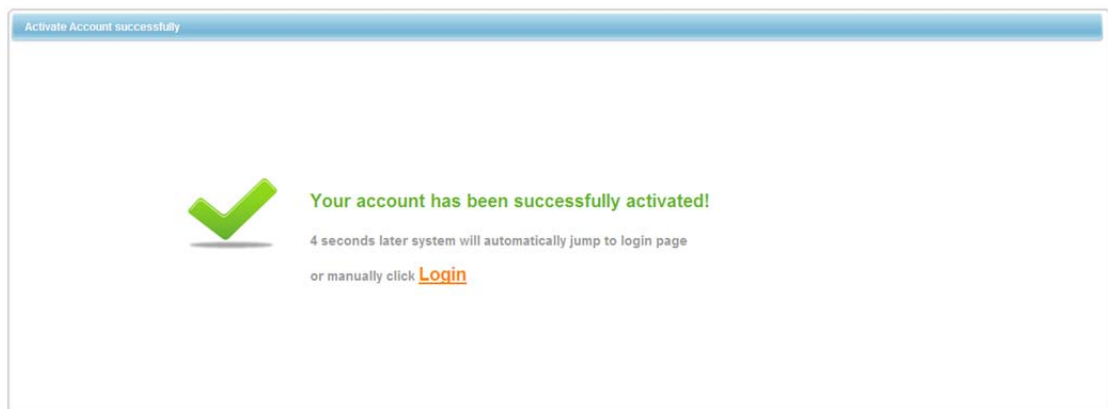 Activate Account successfully
Your account has been successfully activated!
4 seconds later system will automatically jump to login page
or manually click Login